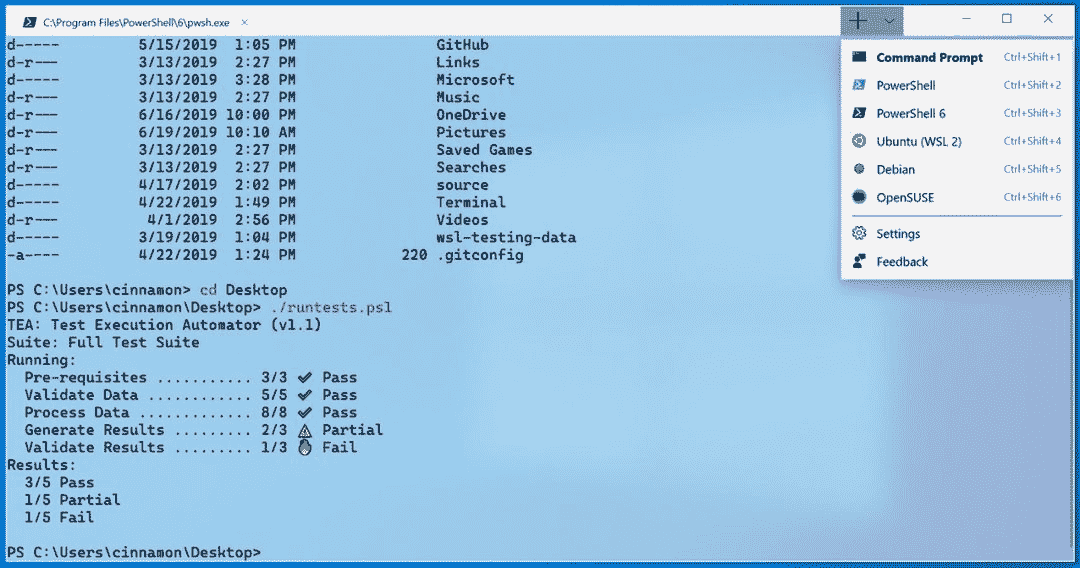 C:\Program Files\PowerShell\6\pwsh.exe
d-----        5/15/2019  1:05 PM                GitHub
d-r---        3/13/2019  2:27 PM                Links
d-----        3/13/2019  3:28 PM                Microsoft
d-r---        3/13/2019  2:27 PM                Music
d-r---        6/16/2019 10:00 PM                OneDrive
d-r---        6/19/2019 10:10 AM                Pictures
d-r---        3/13/2019  2:27 PM                Saved Games
d-r---        3/13/2019  2:27 PM                Searches
d-----        4/17/2019  2:02 PM                source
d-----        4/22/2019  1:49 PM                Terminal
d-r---         4/1/2019  2:56 PM                Videos
d-----        3/19/2019  1:04 PM                wsl-testing-data
-a----        4/22/2019  1:24 PM            220 .gitconfig
PS C:\Users\cinnamon> cd Desktop
PS C:\Users\cinnamon\Desktop> ./runtests.ps1
TEA: Test Execution Automator (v1.1)
Suite: Full Test Suite
Running:
  Pre-requisites ........... 3/3 ✔ Pass
  Validate Data ............ 5/5 ✔ Pass
  Process Data ............. 8/8 ✔ Pass
  Generate Results ......... 2/3 ⚠ Partial
  Validate Results ......... 1/3 Fail
Results:
  3/5 Pass
  1/5 Partial
  1/5 Fail
PS C:\Users\cinnamon\Desktop>
Command Prompt Ctrl+Shift+1
PowerShell Ctrl+Shift+2
PowerShell 6 Ctrl+Shift+3
Ubuntu (WSL 2) Ctrl+Shift+4
Debian Ctrl+Shift+5
OpenSUSE Ctrl+Shift+6
Settings
Feedback